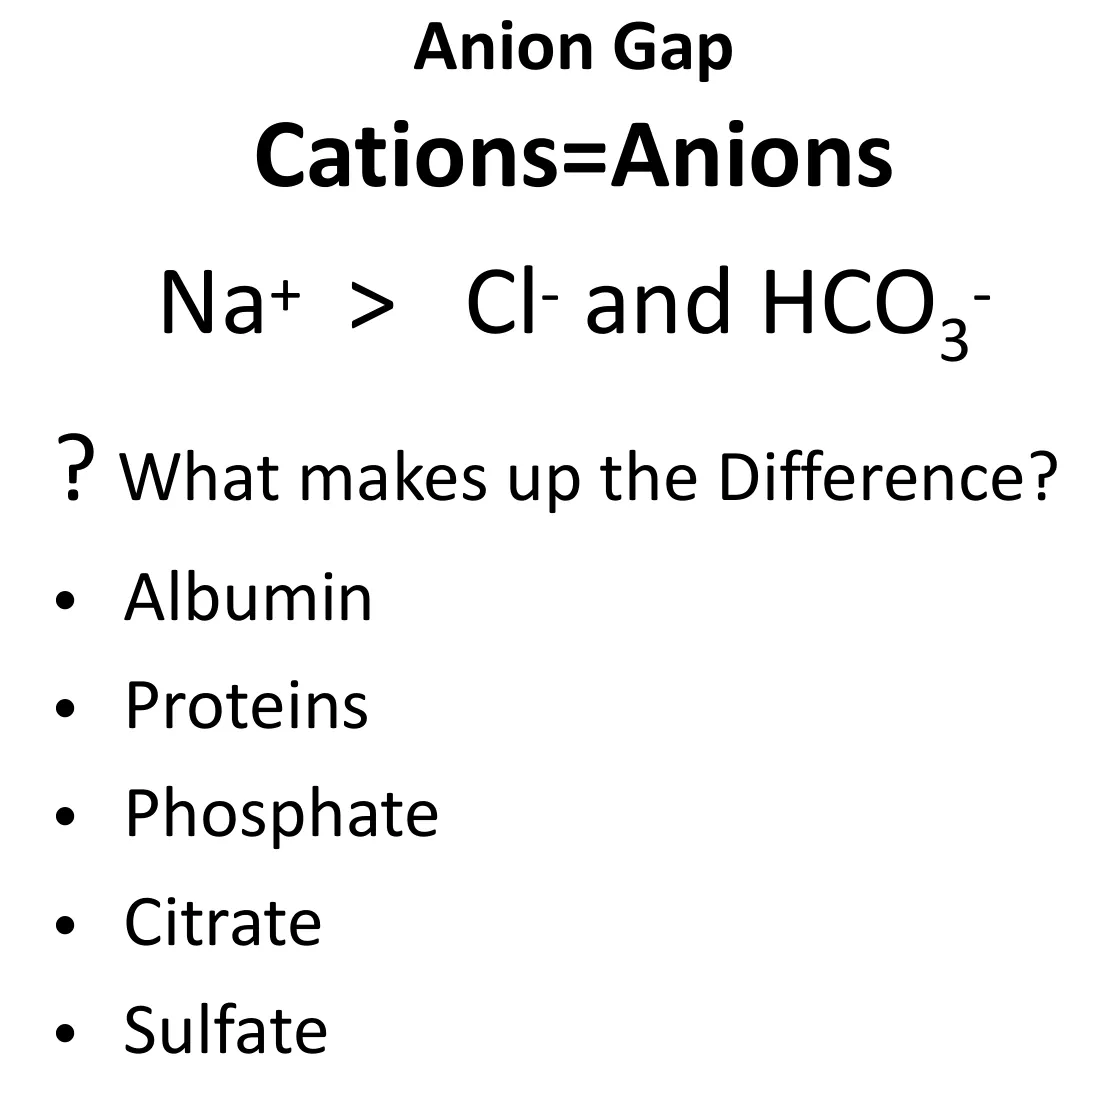 Anion Gap
Cations=Anions
Na⁺ > Cl⁻ and HCO₃⁻
? What makes up the Difference?
• Albumin
• Proteins
• Phosphate
• Citrate
• Sulfate